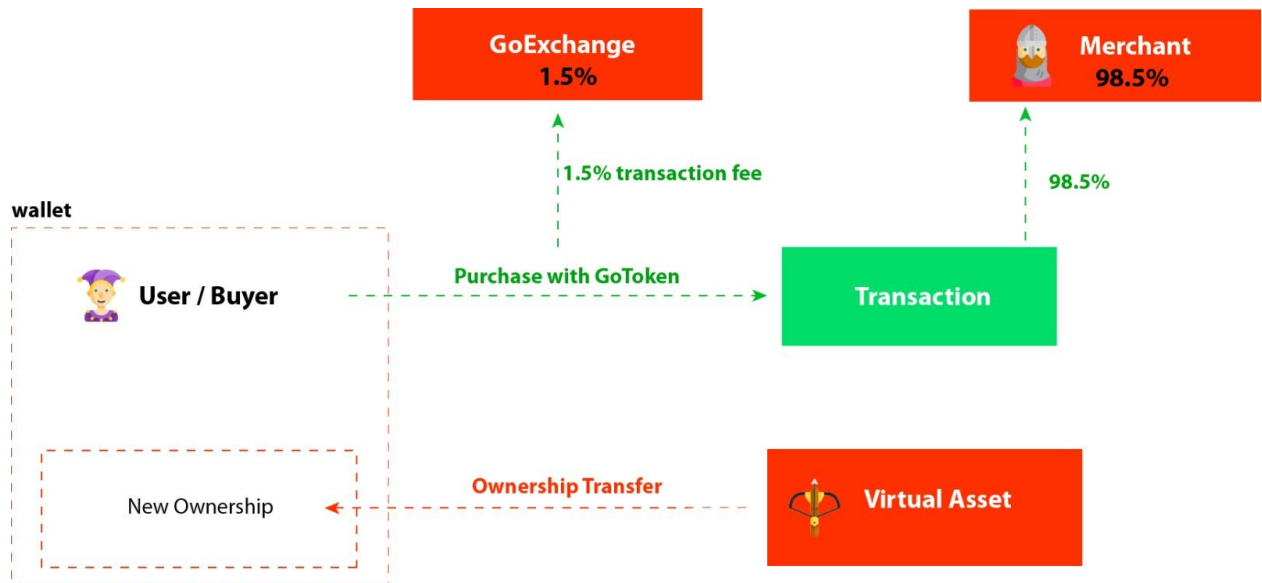 GoExchange
1.5%
Merchant
98.5%
1.5% transaction fee
98.5%
wallet
User / Buyer
Purchase with GoToken
Transaction
New Ownership
Ownership Transfer
Virtual Asset